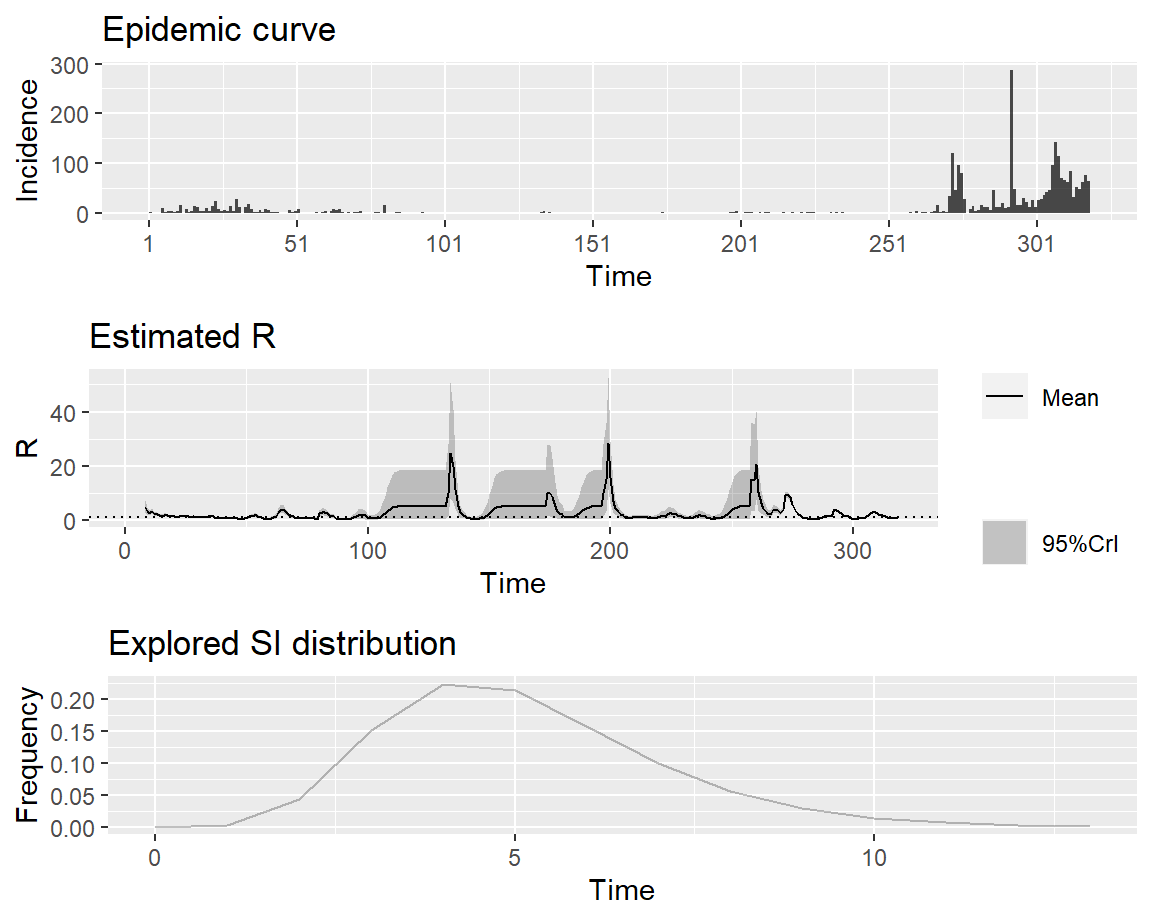 Epidemic curve
Incidence
300
200
100
0
1 51 101 151 201 251 301
Time
Estimated R
R
40
20
0
0 100 200 300
Time
Mean
95%CrI
Explored SI distribution
Frequency
0.20
0.15
0.10
0.05
0.00
0 5 10
Time